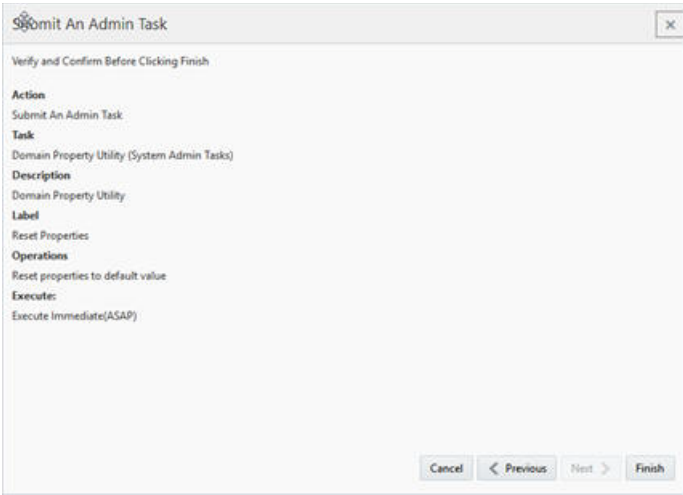 Submit An Admin Task
Verify and Confirm Before Clicking Finish
Action
Submit An Admin Task
Task
Domain Property Utility (System Admin Tasks)
Description
Domain Property Utility
Label
Reset Properties
Operations
Reset properties to default value
Execute:
Execute Immediate(ASAP)
Cancel Previous Next Finish